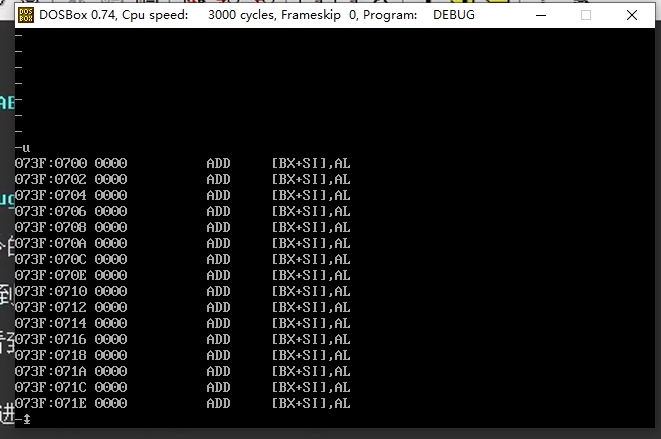 DOSBox 0.74, Cpu speed: 3000 cycles, Frameskip 0, Program: DEBUG
-
-
-
-
-
-
-
-u
073F:0700 0000 ADD [BX+SI],AL
073F:0702 0000 ADD [BX+SI],AL
073F:0704 0000 ADD [BX+SI],AL
073F:0706 0000 ADD [BX+SI],AL
073F:0708 0000 ADD [BX+SI],AL
073F:070A 0000 ADD [BX+SI],AL
073F:070C 0000 ADD [BX+SI],AL
073F:070E 0000 ADD [BX+SI],AL
073F:0710 0000 ADD [BX+SI],AL
073F:0712 0000 ADD [BX+SI],AL
073F:0714 0000 ADD [BX+SI],AL
073F:0716 0000 ADD [BX+SI],AL
073F:0718 0000 ADD [BX+SI],AL
073F:071A 0000 ADD [BX+SI],AL
073F:071C 0000 ADD [BX+SI],AL
073F:071E 0000 ADD [BX+SI],AL
-